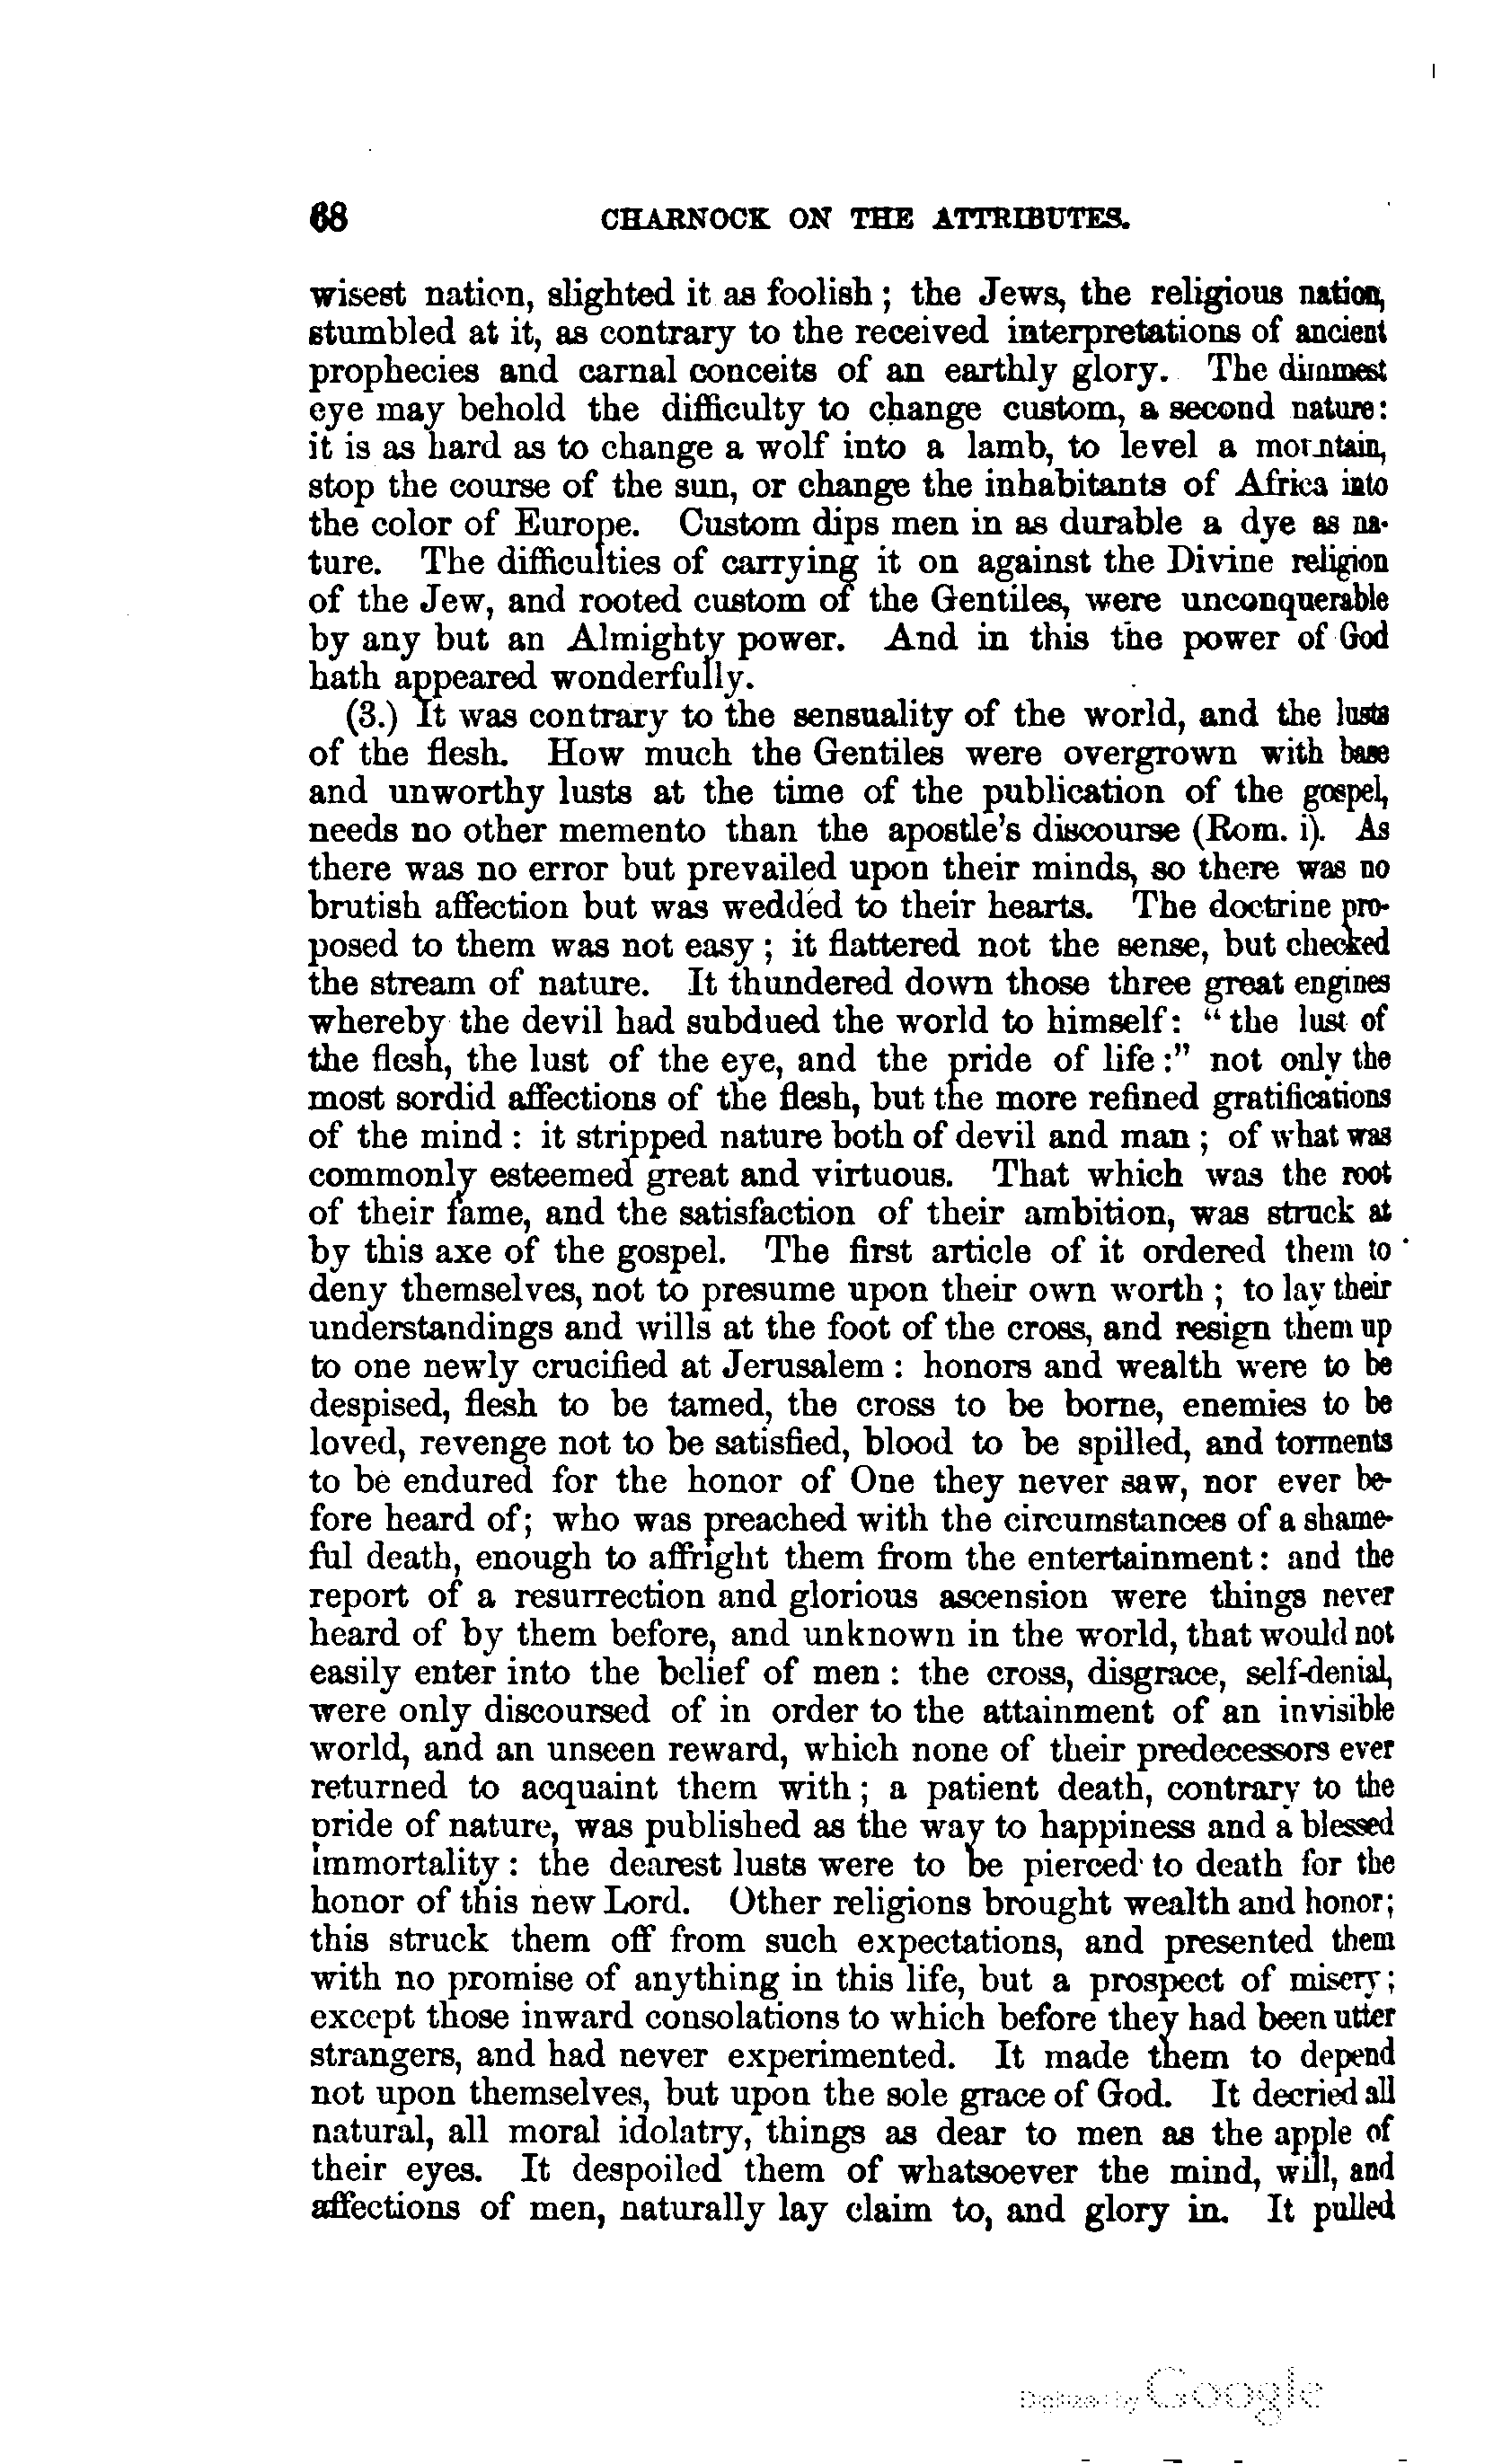 68 CHARNOCK ON THE ATTRIBUTES.
wisest nation, slighted it as foolish; the Jews, the religious nation,
stumbled at it, as contrary to the received interpretations of ancient
prophecies and carnal conceits of an earthly glory. The dimmest
eye may behold the difficulty to change custom, a second nature:
it is as hard as to change a wolf into a lamb, to level a mountain,
stop the course of the sun, or change the inhabitants of Africa into
the color of Europe. Custom dips men in as durable a dye as na-
ture. The difficulties of carrying it on against the Divine religion
of the Jew, and rooted custom of the Gentiles, were unconquerable
by any but an Almighty power. And in this the power of God
hath appeared wonderfully.
(3.) It was contrary to the sensuality of the world, and the lusts
of the flesh. How much the Gentiles were overgrown with base
and unworthy lusts at the time of the publication of the gospel,
needs no other memento than the apostle's discourse (Rom. i). As
there was no error but prevailed upon their minds, so there was no
brutish affection but was wedded to their hearts. The doctrine pro-
posed to them was not easy; it flattered not the sense, but checked
the stream of nature. It thundered down those three great engines
whereby the devil had subdued the world to himself: "the lust of
the flesh, the lust of the eye, and the pride of life:" not only the
most sordid affections of the flesh, but the more refined gratifications
of the mind: it stripped nature both of devil and man; of what was
commonly esteemed great and virtuous. That which was the root
of their fame, and the satisfaction of their ambition, was struck at
by this axe of the gospel. The first article of it ordered them to
deny themselves, not to presume upon their own worth; to lay their
understandings and wills at the foot of the cross, and resign them up
to one newly crucified at Jerusalem: honors and wealth were to be
despised, flesh to be tamed, the cross to be borne, enemies to be
loved, revenge not to be satisfied, blood to be spilled, and torments
to be endured for the honor of One they never saw, nor ever be-
fore heard of; who was preached with the circumstances of a shame-
ful death, enough to affright them from the entertainment: and the
report of a resurrection and glorious ascension were things never
heard of by them before, and unknown in the world, that would not
easily enter into the belief of men: the cross, disgrace, self-denial,
were only discoursed of in order to the attainment of an invisible
world, and an unseen reward, which none of their predecessors ever
returned to acquaint them with; a patient death, contrary to the
pride of nature, was published as the way to happiness and a blessed
immortality: the dearest lusts were to be pierced to death for the
honor of this new Lord. Other religions brought wealth and honor;
this struck them off from such expectations, and presented them
with no promise of anything in this life, but a prospect of misery;
except those inward consolations to which before they had been utter
strangers, and had never experimented. It made them to depend
not upon themselves, but upon the sole grace of God. It decried all
natural, all moral idolatry, things as dear to men as the apple of
their eyes. It despoiled them of whatsoever the mind, will, and
affections of men, naturally lay claim to, and glory in. It pulled
Digitized by Google